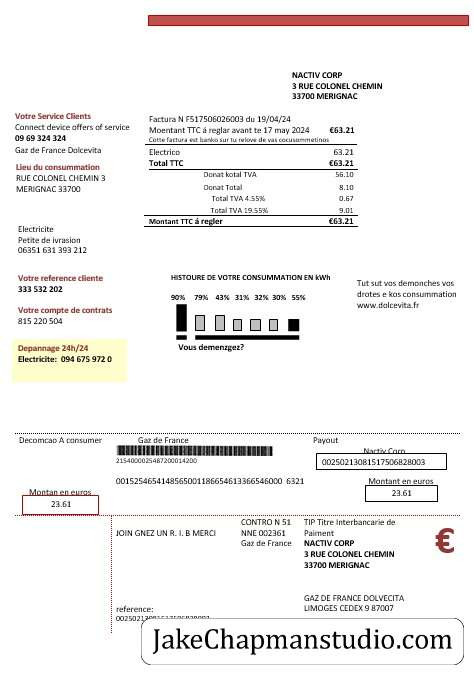 NACTIV CORP
3 RUE COLONEL CHEMIN
33700 MERIGNAC
Votre Service Clients
Connect device offers of service
09 69 324 324
Gaz de France Dolcevita
Lieu du consummation
RUE COLONEL CHEMIN 3
MERIGNAC 33700
Electricite
Petite de ivrasion
06351 631 393 212
Factura N F517506026003 du 19/04/24
Moentant TTC á reglar avant te 17 may 2024 €63.21
Cotte factura est banko sur tu relove de vas cocusummetinos
Electrico 63.21
Total TTC €63.21
Donat kotal TVA 56.10
Donat Total 8.10
Total TVA 4.55% 0.67
Total TVA 19.55% 9.01
Montant TTC á regler €63.21
Votre reference cliente
333 532 202
Votre compte de contrats
815 220 504
Depannage 24h/24
Electricite: 094 675 972 0
HISTOURE DE VOTRE CONSUMMATION EN kWh
90% 79% 43% 31% 32% 30% 55%
Vous demenzgez?
Tut sut vos demonches vos
drotes e kos consummation
www.dolcevita.fr
Decomcao A consumer Gaz de France Payout
Nactiv Corp
2154000025487200014200
00250213081517506828003
0015254654148565001186654613366546000 6321
Montant en euros
23.61
Montan en euros
23.61
JOIN GNEZ UN R. I. B MERCI
CONTRO N 51
NNE 002361
Gaz de France
TIP Titre Interbancarie de
Paiment
NACTIV CORP
3 RUE COLONEL CHEMIN
33700 MERIGNAC
€
GAZ DE FRANCE DOLVECITA
LIMOGES CEDEX 9 87007
reference:
JakeChapmanstudio.com